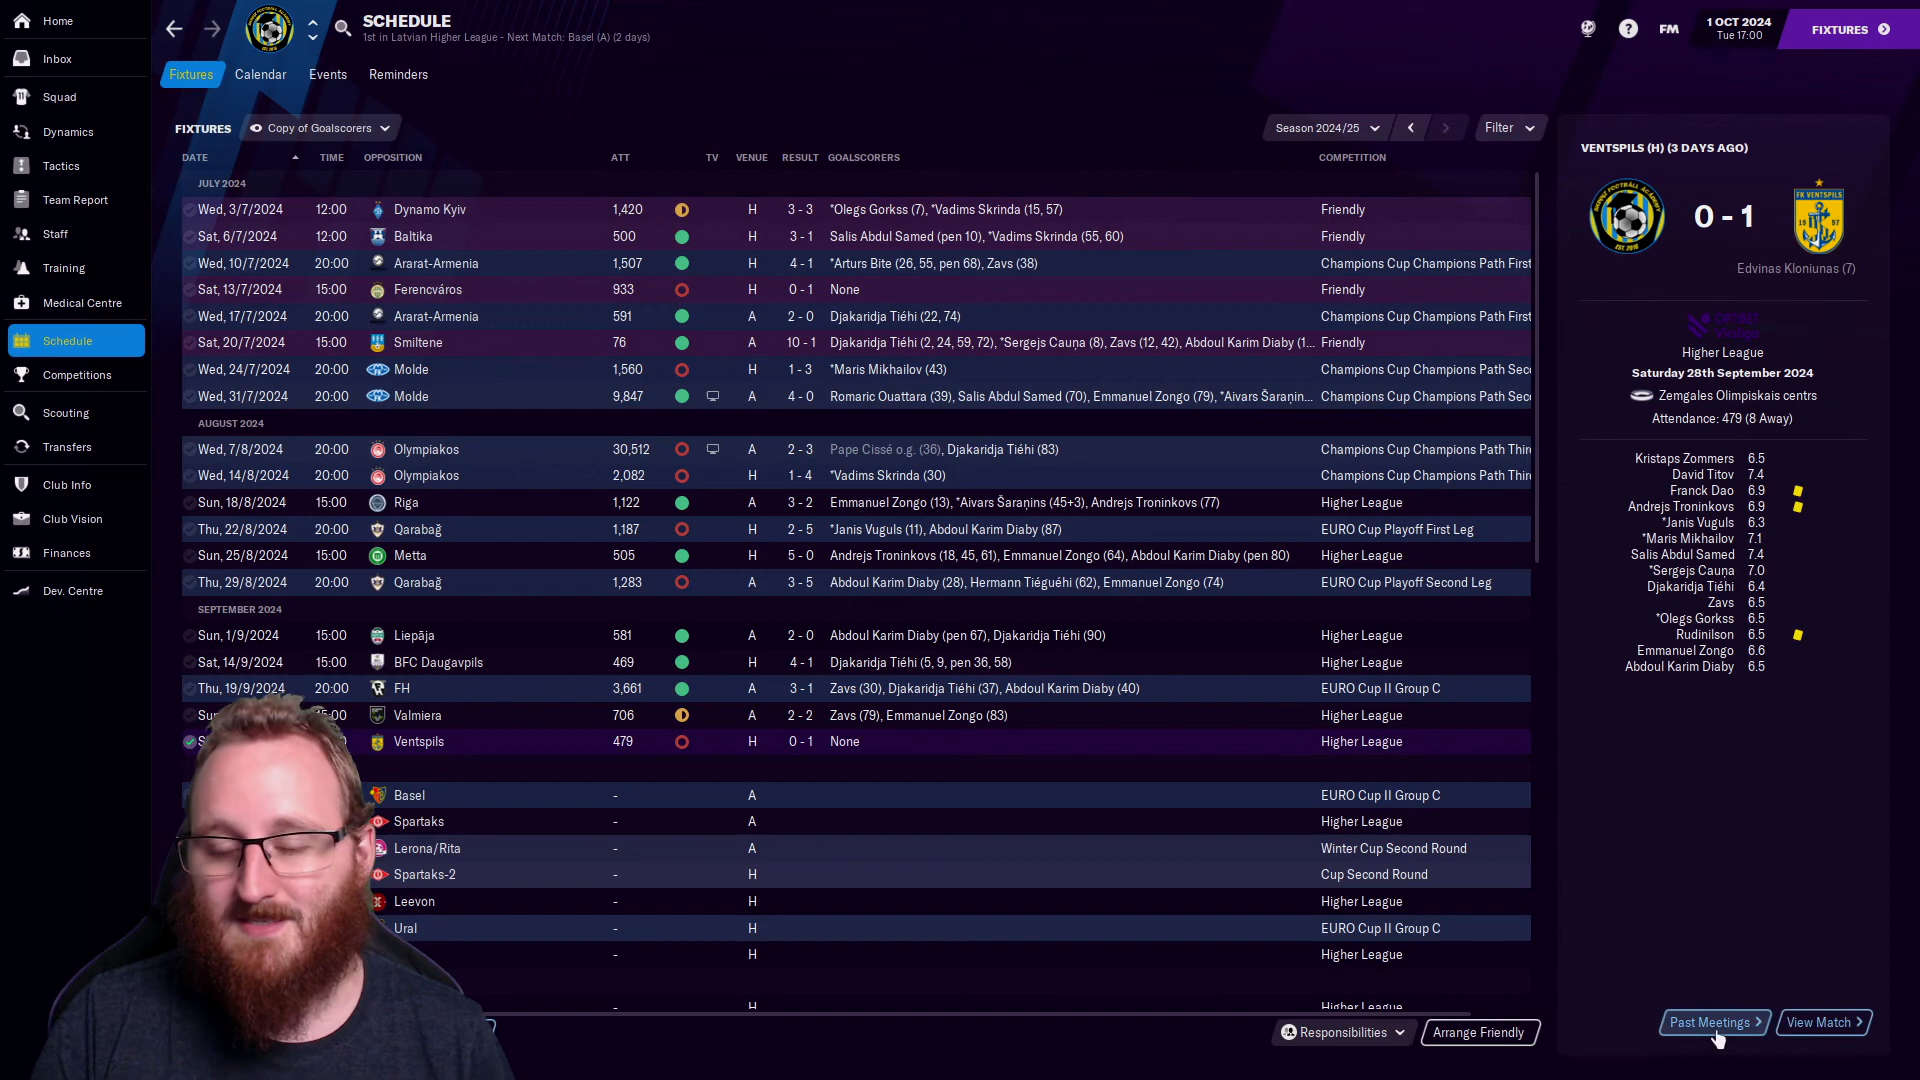 Home
Inbox
Squad
Dynamics
Tactics
Team Report
Staff
Training
Medical Centre
Schedule
Competitions
Scouting
Transfers
Club Info
Club Vision
Finances
Dev. Centre
SCHEDULE
1st in Latvian Higher League - Next Match: Basel (A) (2 days)
FM
1 OCT 2024
Tue 17:00
FIXTURES
Fixtures Calendar Events Reminders
FIXTURES Copy of Goalscorers Season 2024/25 Filter
DATE TIME OPPOSITION ATT TV VENUE RESULT GOALSCORERS COMPETITION
JULY 2024
Wed, 3/7/2024 12:00 Dynamo Kyiv 1,420 H 3 - 3 *Olegs Gorkss (7), *Vadims Skrinda (15, 57) Friendly
Sat, 6/7/2024 12:00 Baltika 500 H 3 - 1 Salis Abdul Samed (pen 10), *Vadims Skrinda (55, 60) Friendly
Wed, 10/7/2024 20:00 Ararat-Armenia 1,507 H 4 - 1 *Arturs Bite (26, 55, pen 68), Zavs (38) Champions Cup Champions Path First
Sat, 13/7/2024 15:00 Ferencváros 933 H 0 - 1 None Friendly
Wed, 17/7/2024 20:00 Ararat-Armenia 591 H 2 - 0 Djakaridja Tiéhi (22, 74) Champions Cup Champions Path First
Sat, 20/7/2024 15:00 Smiltene 76 A 10 - 1 Djakaridja Tiéhi (2, 24, 59, 72), *Sergejs Cauņa (8), Zavs (12, 42), Abdoul Karim Diaby (1... Friendly
Wed, 24/7/2024 20:00 Molde 1,560 H 1 - 3 *Maris Mikhailov (43) Champions Cup Champions Path Seco
Wed, 31/7/2024 20:00 Molde 9,847 A 4 - 0 Romaric Ouattara (39), Salis Abdul Samed (70), Emmanuel Zongo (79), *Aivars Šaraņin... Champions Cup Champions Path Seco
AUGUST 2024
Wed, 7/8/2024 20:00 Olympiakos 30,512 A 2 - 3 Pape Cissé o.g. (36), Djakaridja Tiéhi (83) Champions Cup Champions Path Third
Wed, 14/8/2024 20:00 Olympiakos 2,082 H 1 - 4 *Vadims Skrinda (30) Champions Cup Champions Path Third
Sun, 18/8/2024 15:00 Riga 1,122 A 3 - 2 Emmanuel Zongo (13), *Aivars Šaraņins (45+3), Andrejs Troninkovs (77) Higher League
Thu, 22/8/2024 20:00 Qarabağ 1,187 H 2 - 5 *Janis Vuguls (11), Abdoul Karim Diaby (87) EURO Cup Playoff First Leg
Sun, 25/8/2024 15:00 Metta 505 H 5 - 0 Andrejs Troninkovs (18, 45, 61), Emmanuel Zongo (64), Abdoul Karim Diaby (pen 80) Higher League
Thu, 29/8/2024 20:00 Qarabağ 1,283 A 3 - 5 Abdoul Karim Diaby (28), Hermann Tiéguéhi (62), Emmanuel Zongo (74) EURO Cup Playoff Second Leg
SEPTEMBER 2024
Sun, 1/9/2024 15:00 Liepāja 581 A 2 - 0 Abdoul Karim Diaby (pen 67), Djakaridja Tiéhi (90) Higher League
Sat, 14/9/2024 15:00 BFC Daugavpils 469 H 4 - 1 Djakaridja Tiéhi (5, 9, pen 36, 58) Higher League
Thu, 19/9/2024 20:00 FH 3,661 A 3 - 1 Zavs (30), Djakaridja Tiéhi (37), Abdoul Karim Diaby (40) EURO Cup II Group C
Valmiera 706 A 2 - 2 Zavs (79), Emmanuel Zongo (83) Higher League
Ventspils 479 H 0 - 1 None Higher League
Basel - A EURO Cup II Group C
Spartaks - A Higher League
Lerona/Rita - A Winter Cup Second Round
Spartaks-2 - H Cup Second Round
Leevon - H Higher League
Ural - H EURO Cup II Group C
- H Higher League
- H Higher League
Responsibilities Arrange Friendly
VENTSPILS (H) (3 DAYS AGO)
0 - 1
FK VENTSPILS
Edvinas Kloniunas (7)
Higher League
Saturday 28th September 2024
Zemgales Olimpiskais centrs
Attendance: 479 (8 Away)
Kristaps Zommers 6.5
David Titov 7.4
Franck Dao 6.9
Andrejs Troninkovs 6.9
*Janis Vuguls 6.3
*Maris Mikhailov 7.1
Salis Abdul Samed 7.4
*Sergejs Cauņa 7.0
Djakaridja Tiéhi 6.4
Zavs 6.5
*Olegs Gorkss 6.5
Rudinilson 6.5
Emmanuel Zongo 6.6
Abdoul Karim Diaby 6.5
Past Meetings View Match